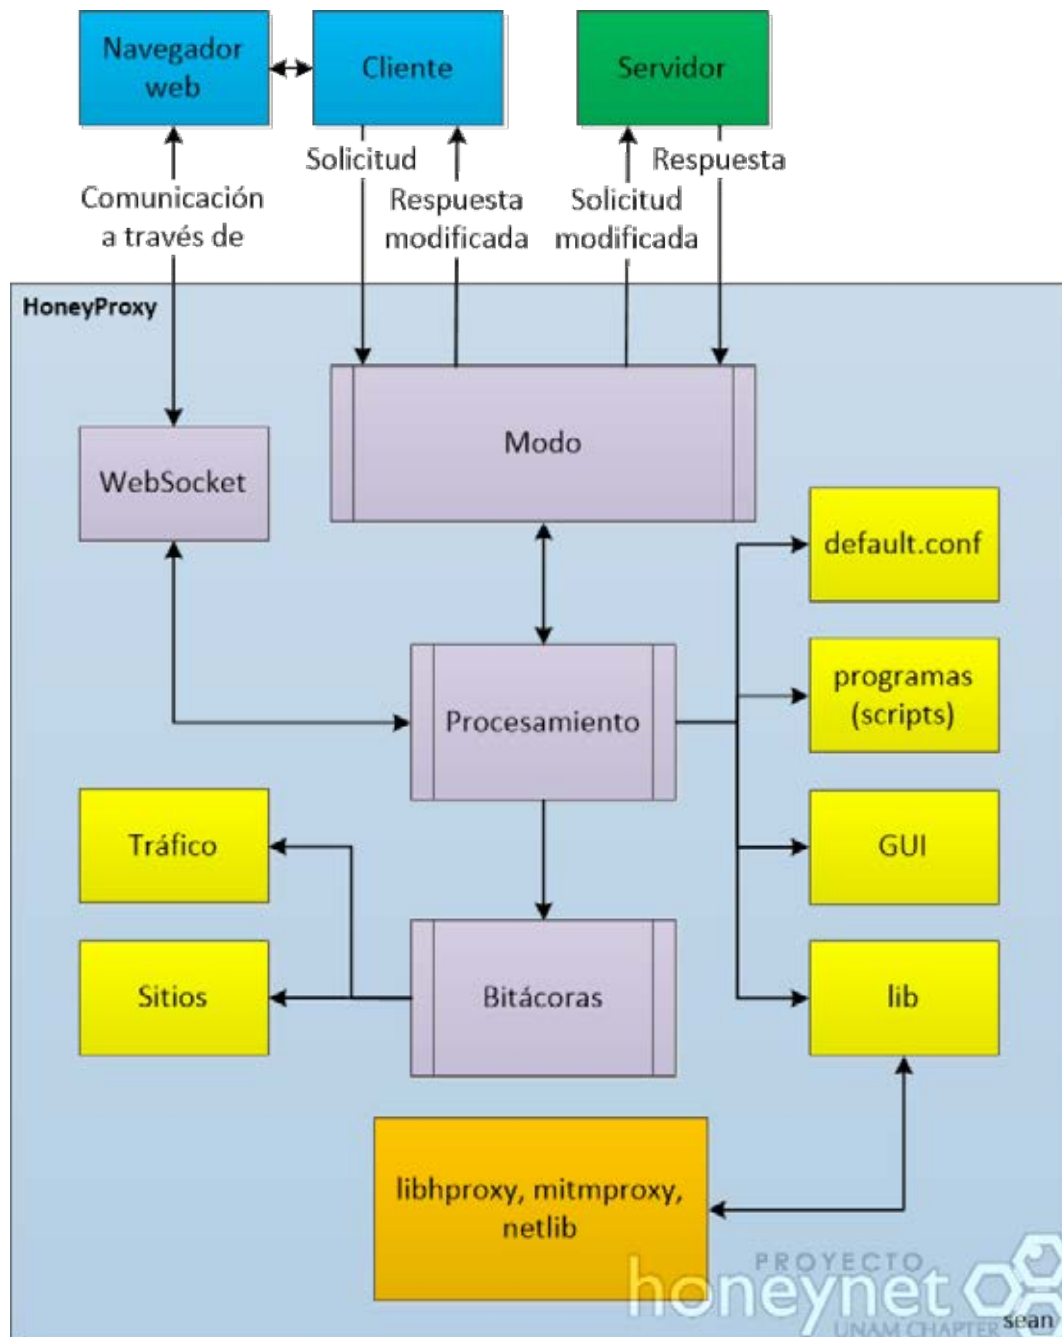 Navegador
web
Cliente
Servidor
Solicitud
Respuesta
Comunicación
a través de
Respuesta
modificada
Solicitud
modificada
HoneyProxy
Modo
WebSocket
default.conf
programas
(scripts)
Procesamiento
Tráfico
GUI
Sitios
Bitácoras
lib
libhproxy, mitmproxy,
netlib
PROYECTO
honeynet
UNAM CHAPTER
sean